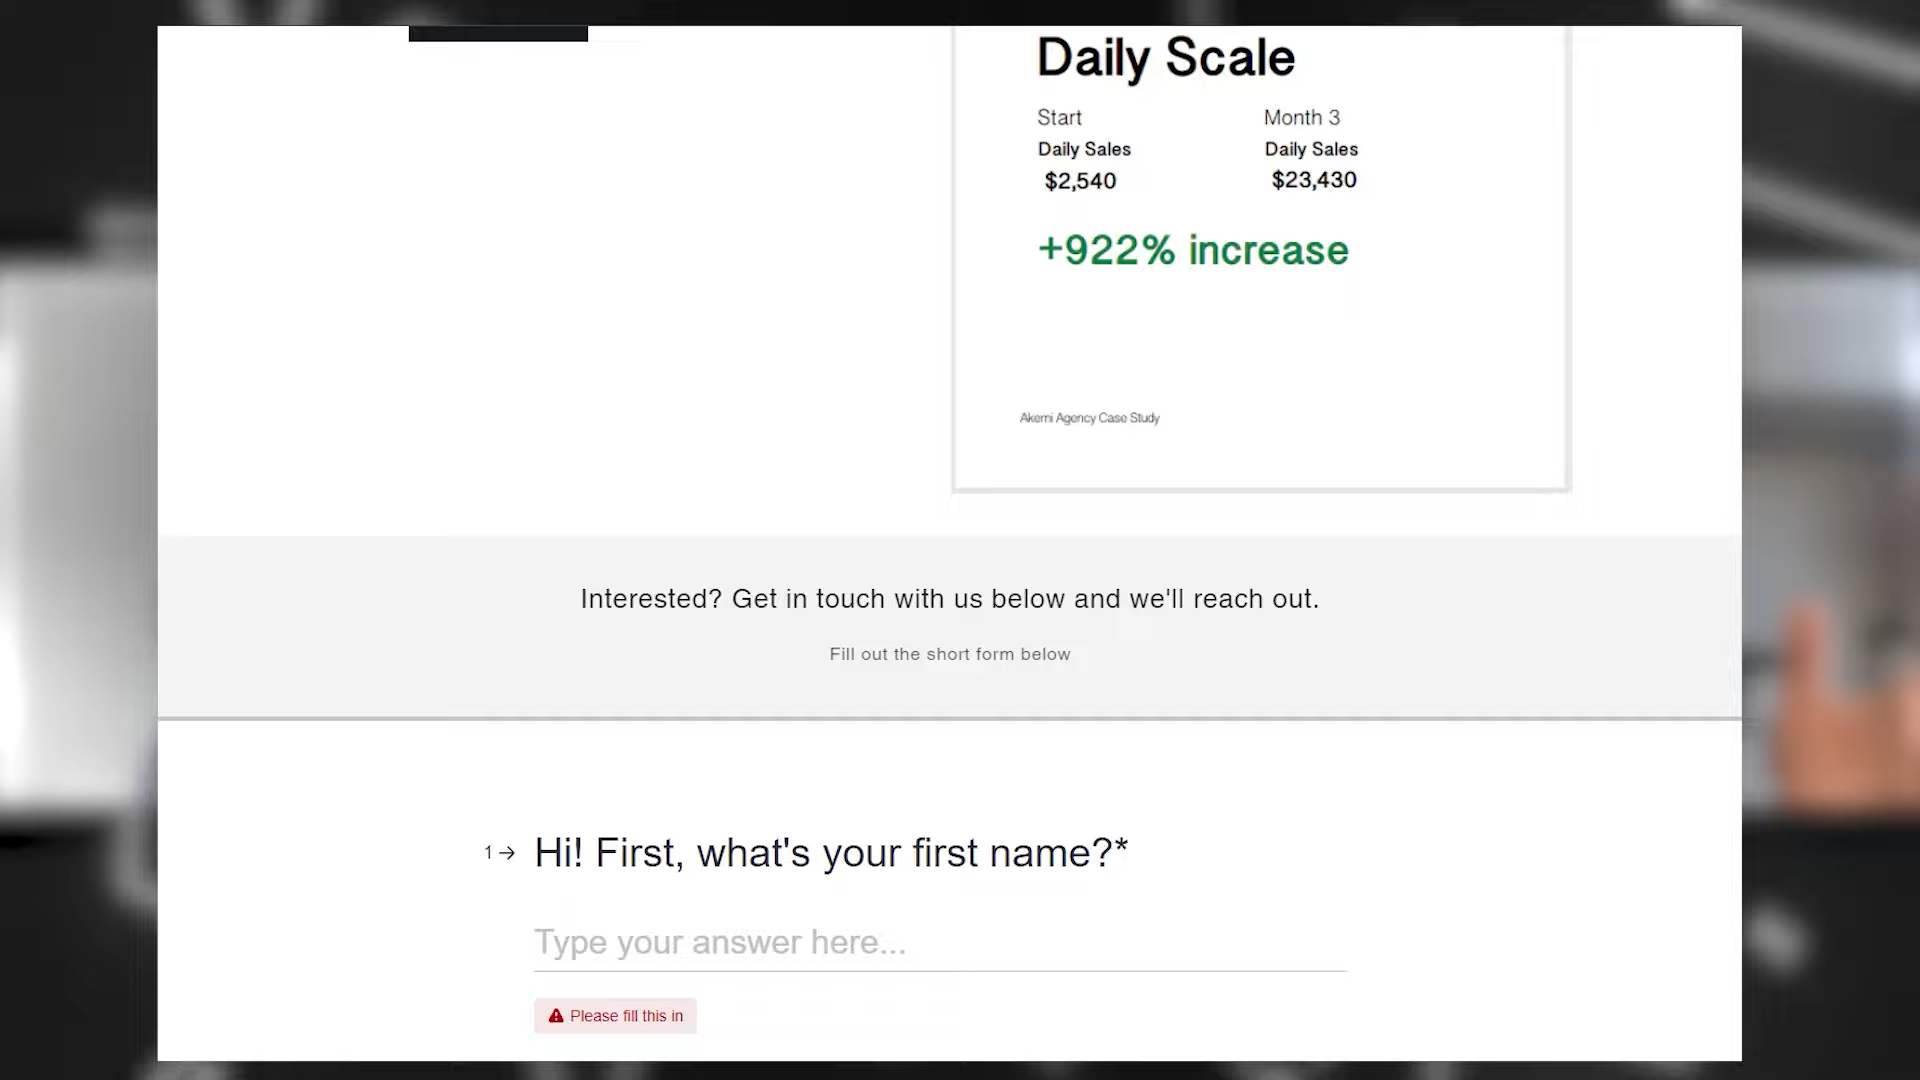 Daily Scale
Start
Month 3
Daily Sales
Daily Sales
$2,540
$23,430
+922% increase
Akemi Agency Case Study
Interested? Get in touch with us below and we'll reach out.
Fill out the short form below
1→ Hi! First, what's your first name?*
Type your answer here...
Please fill this in